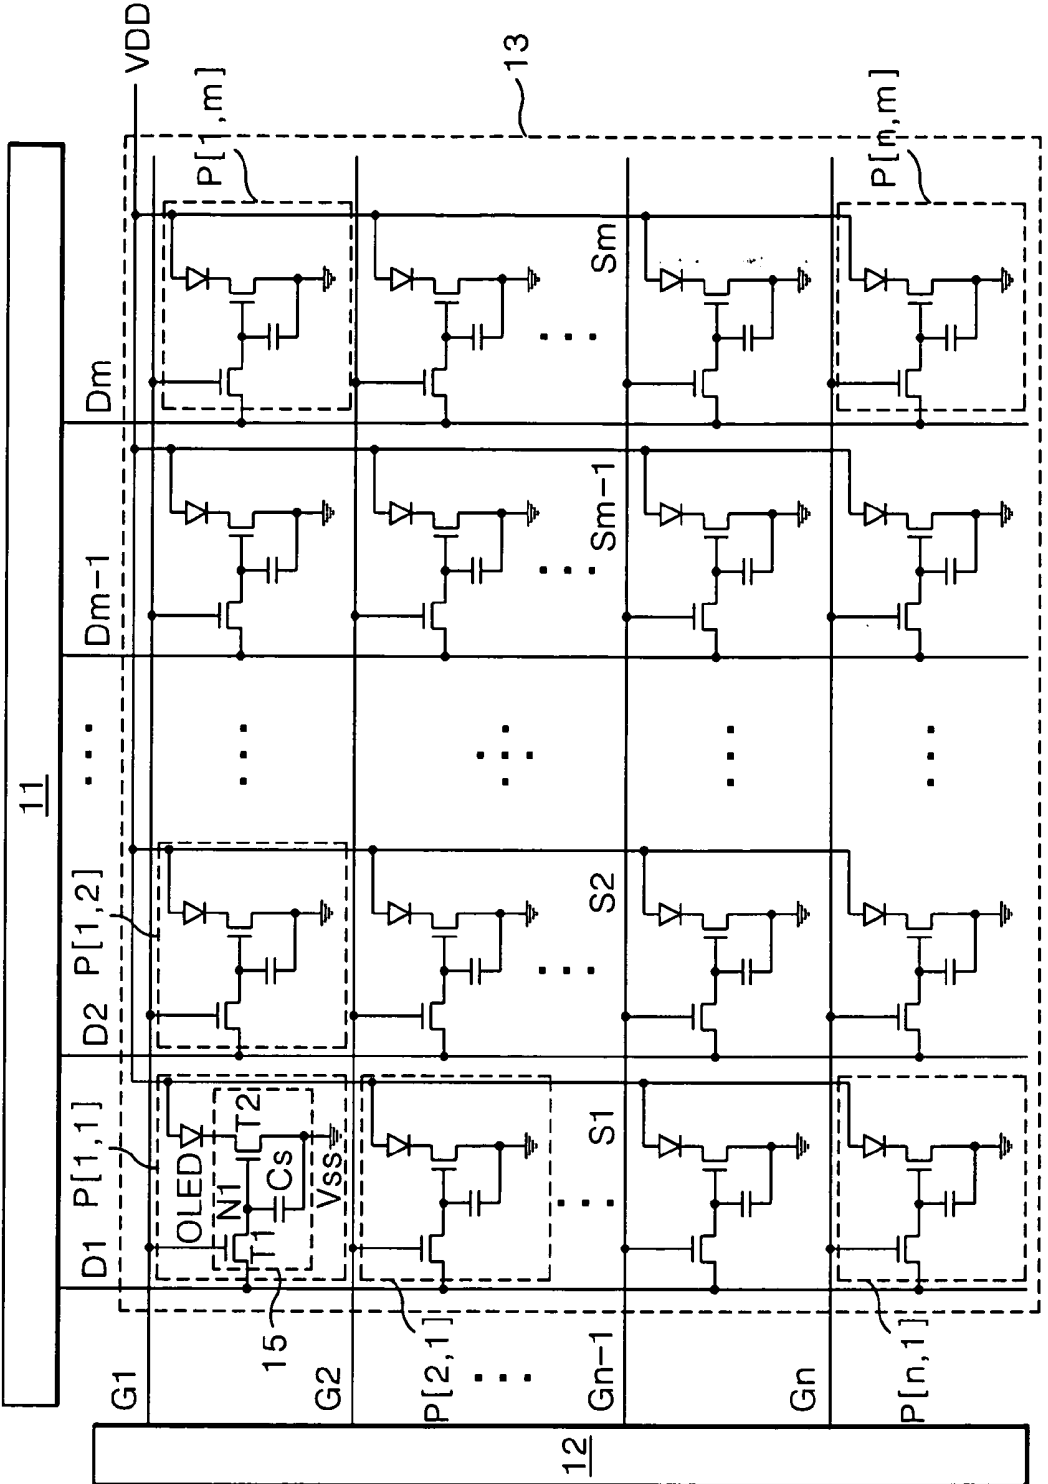 11
D1
P[1,1]
D2
P[1,2]
Dm-1
Dm
VDD
G1
OLED
T2
N1
Cs
T1
Vss
15
P[1,m]
13
G2
P[2,1]
S1
S2
Sm-1
Sm
Gn-1
Gn
P[n,1]
P[n,m]
12